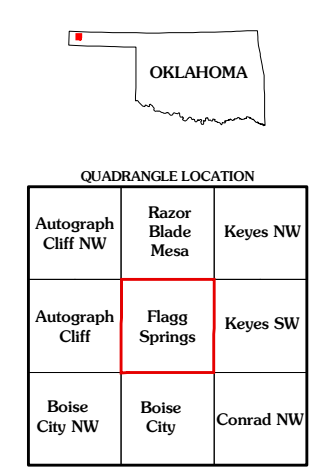 OKLAHOMA
QUADRANGLE LOCATION
Autograph
Cliff NW
Razor
Blade
Mesa
Keyes NW
Autograph
Cliff
Flagg
Springs
Keyes SW
Boise
City NW
Boise
City
Conrad NW